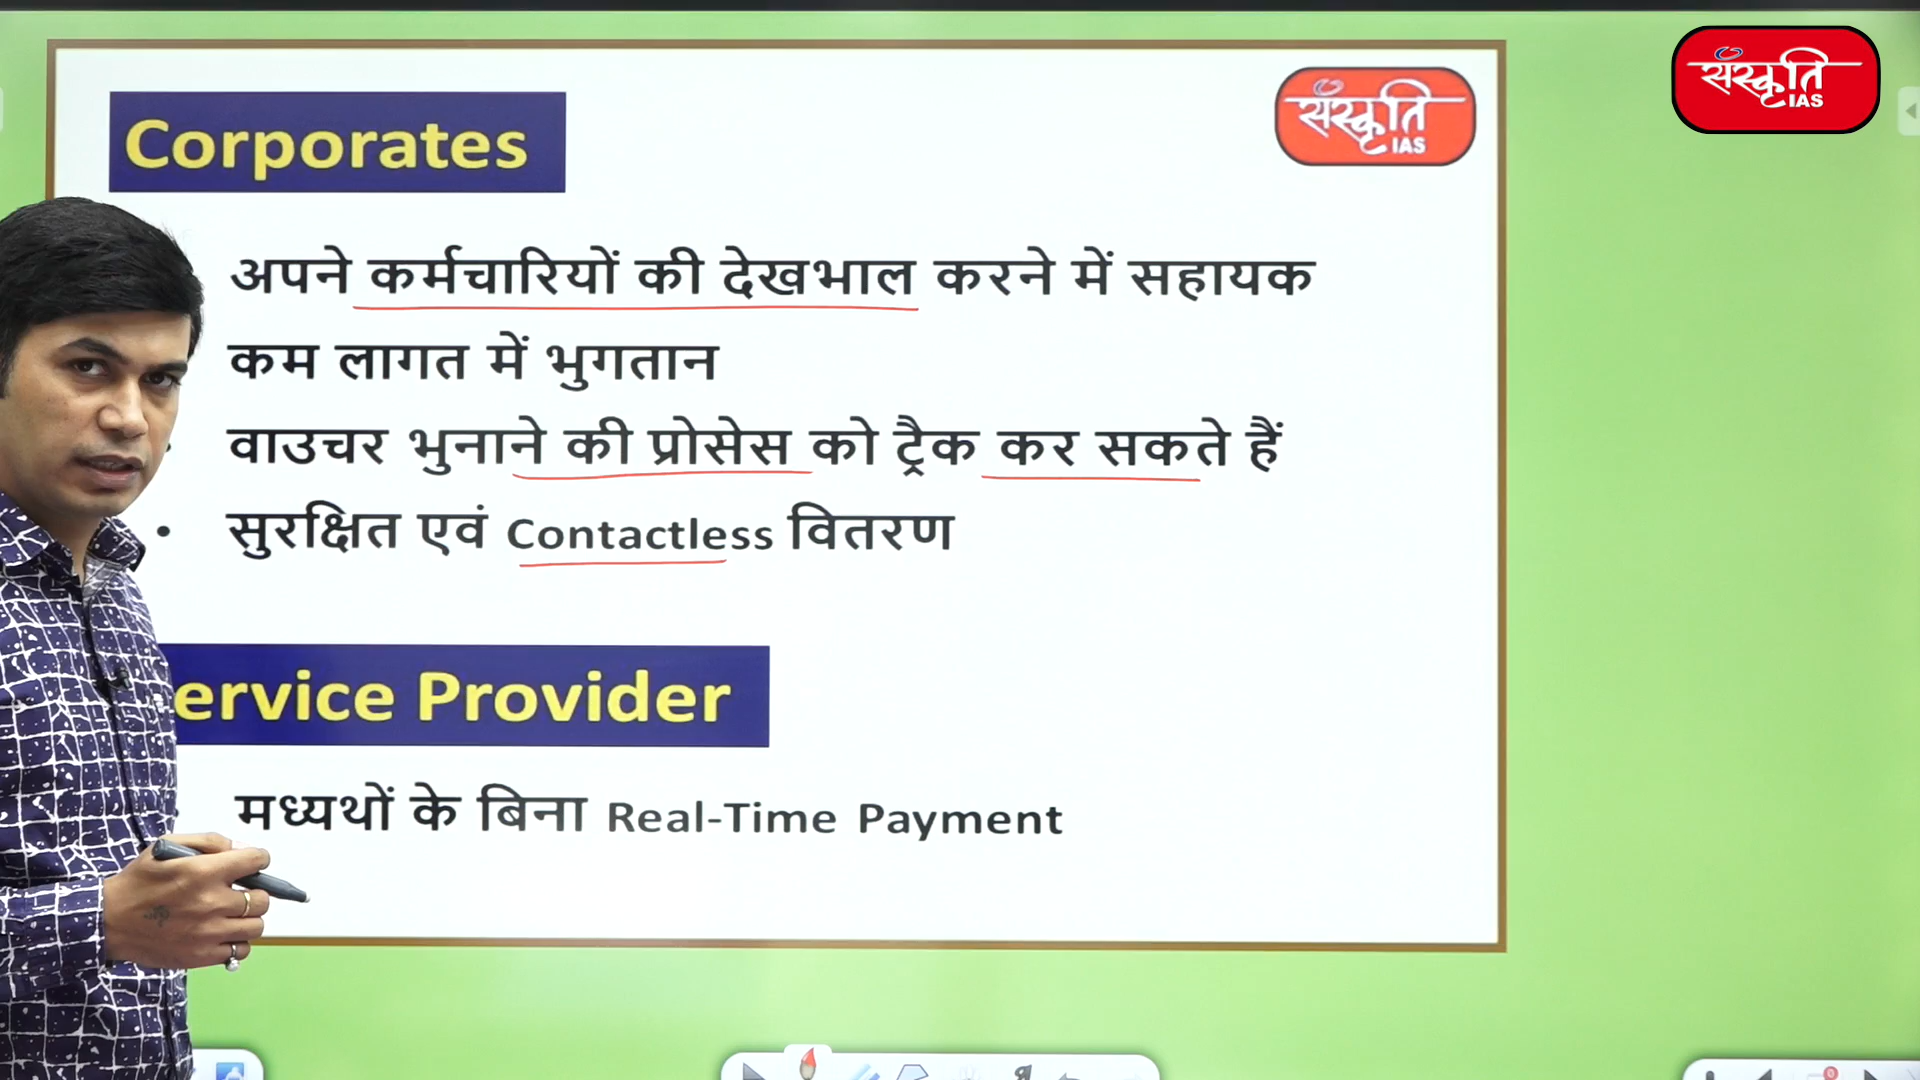 संस्कृति
IAS
संस्कृति
IAS
Corporates
अपने कर्मचारियों की देखभाल करने में सहायक
कम लागत में भुगतान
वाउचर भुनाने की प्रोसेस को ट्रैक कर सकते हैं
• सुरक्षित एवं Contactless वितरण
ervice Provider
मध्यथों के बिना Real-Time Payment